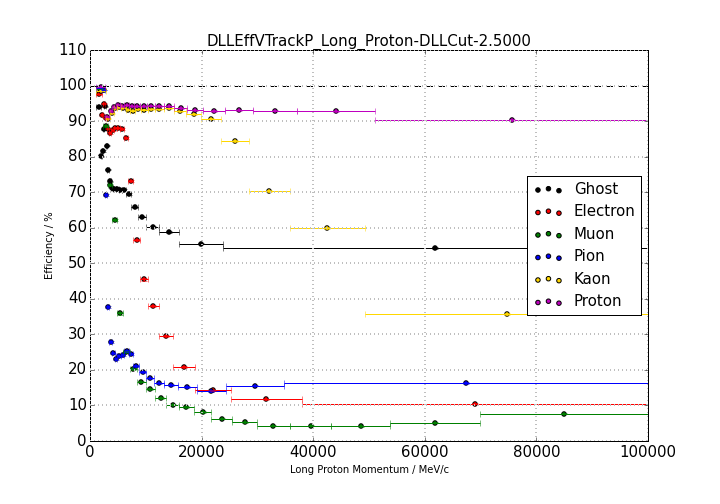 DLLEffVTrackP_Long_Proton-DLLCut-2.5000
110
100
90
80
70
60
50
40
30
20
10
0
Efficiency / %
Ghost
Electron
Muon
Pion
Kaon
Proton
0 20000 40000 60000 80000 100000
Long Proton Momentum / MeV/c